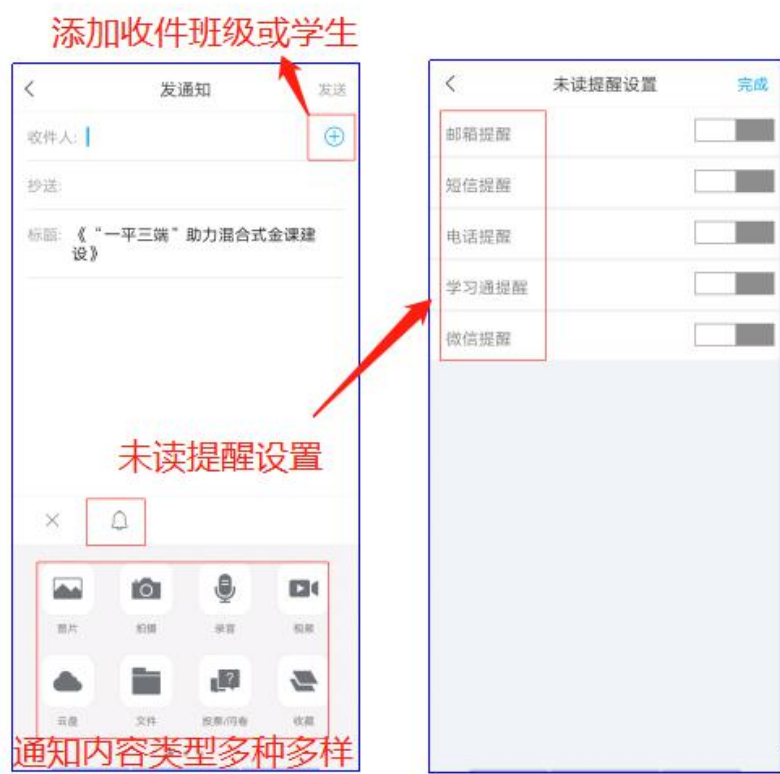 添加收件班级或学生
发通知
发送
收件人:
抄送:
标题: 《“一平三端”助力混合式金课建
设》
未读提醒设置
图片
拍摄
录音
视频
云盘
文件
投票/问卷
收藏
通知内容类型多种多样
未读提醒设置
完成
邮箱提醒
短信提醒
电话提醒
学习通提醒
微信提醒